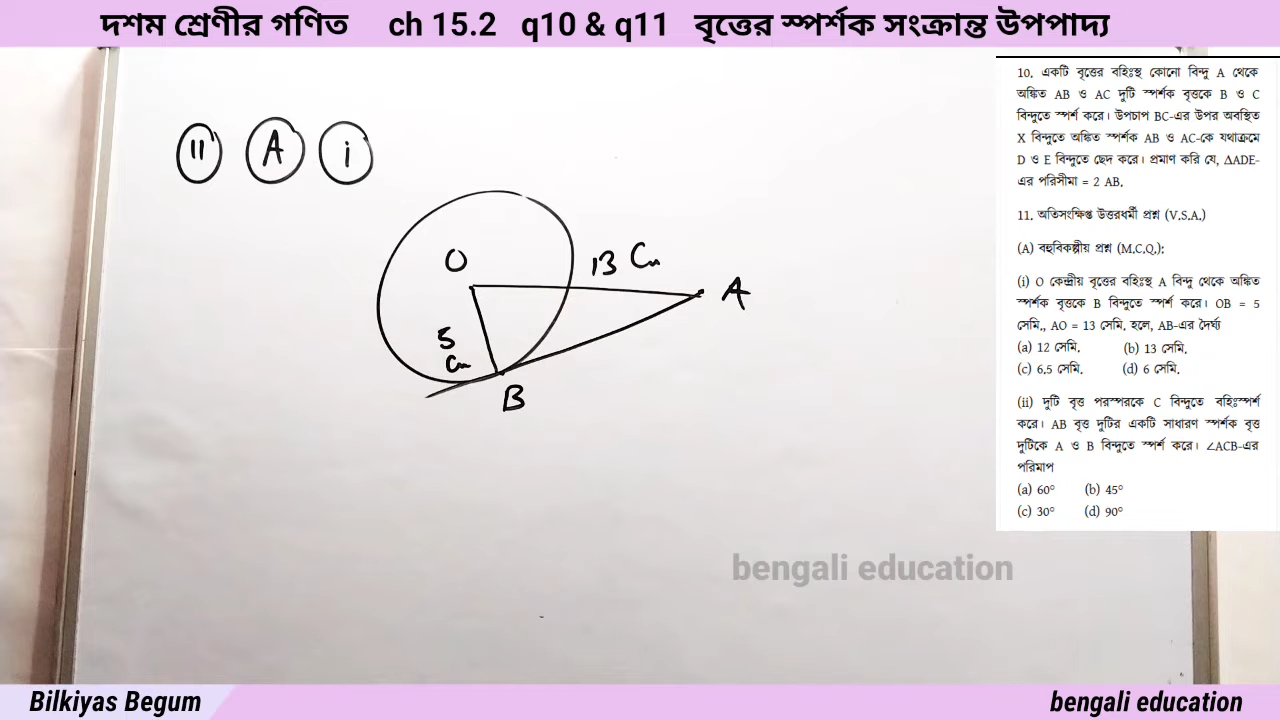 দশম শ্রেণীর গণিত ch 15.2 q10 & q11 বৃত্তের স্পর্শক সংক্রান্ত উপপাদ্য
11 A i
O
13 Cm
A
5
Cm
B
10. একটি বৃত্তের বহিঃস্থ কোনো বিন্দু A থেকে
অঙ্কিত AB ও AC দুটি স্পর্শক বৃত্তকে B ও C
বিন্দুতে স্পর্শ করে। উপচাপ BC-এর উপর অবস্থিত
X বিন্দুতে অঙ্কিত স্পর্শক AB ও AC-কে যথাক্রমে
D ও E বিন্দুতে ছেদ করে। প্রমাণ করি যে, ΔADE-
এর পরিসীমা = 2 AB.
11. অতিসংক্ষিপ্ত উত্তরধর্মী প্রশ্ন (V.S.A.)
(A) বহুবিকল্পীয় প্রশ্ন (M.C.Q.):
(i) O কেন্দ্রীয় বৃত্তের বহিঃস্থ A বিন্দু থেকে অঙ্কিত
স্পর্শক বৃত্তকে B বিন্দুতে স্পর্শ করে। OB = 5
সেমি., AO = 13 সেমি. হলে, AB-এর দৈর্ঘ্য
(a) 12 সেমি. (b) 13 সেমি.
(c) 6.5 সেমি. (d) 6 সেমি.
(ii) দুটি বৃত্ত পরস্পরকে C বিন্দুতে বহিঃস্পর্শ
করে। AB বৃত্ত দুটির একটি সাধারণ স্পর্শক বৃত্ত
দুটিকে A ও B বিন্দুতে স্পর্শ করে। ∠ACB-এর
পরিমাপ
(a) 60° (b) 45°
(c) 30° (d) 90°
bengali education
Bilkiyas Begum
bengali education